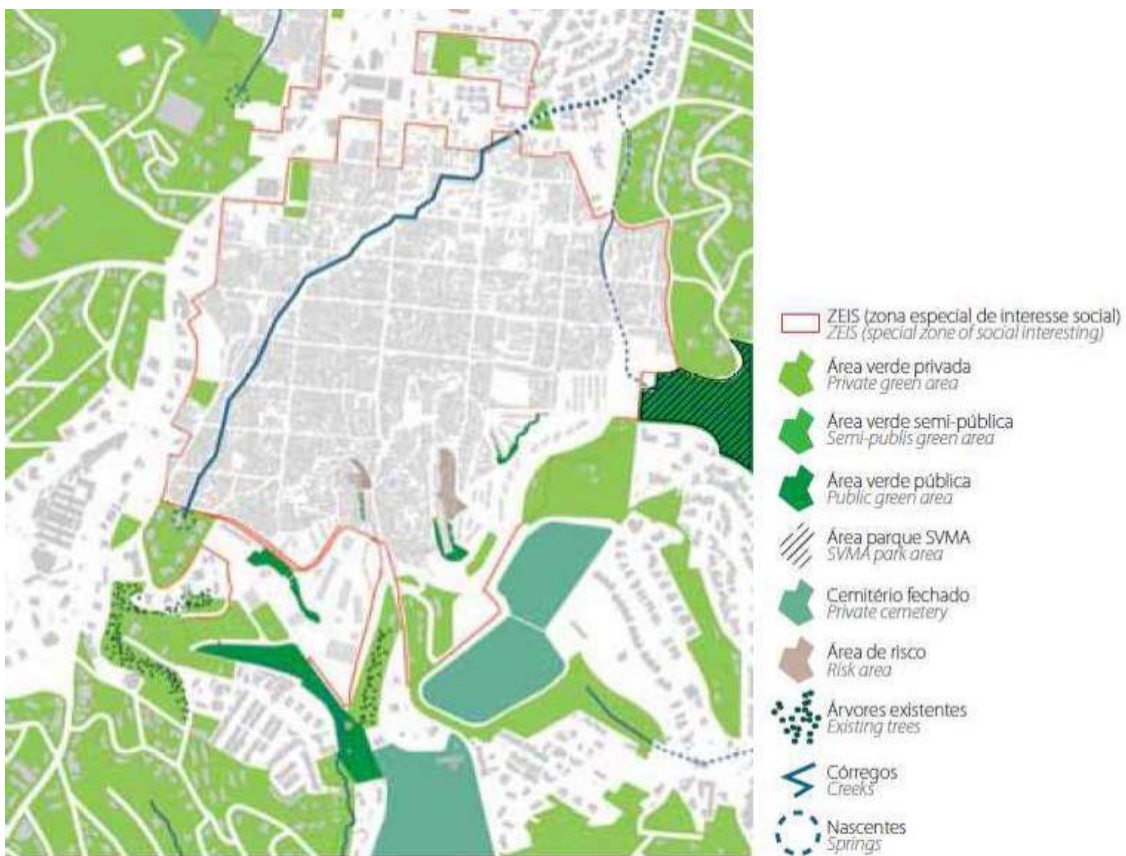 ZEIS (zona especial de interesse social)
ZEIS (special zone of social interesting)
Área verde privada
Private green area
Área verde semi-pública
Semi-publis green area
Área verde pública
Public green area
Área parque SVMA
SVMA park area
Cemitério fechado
Private cemetery
Área de risco
Risk area
Árvores existentes
Existing trees
Córregos
Creeks
Nascentes
Springs